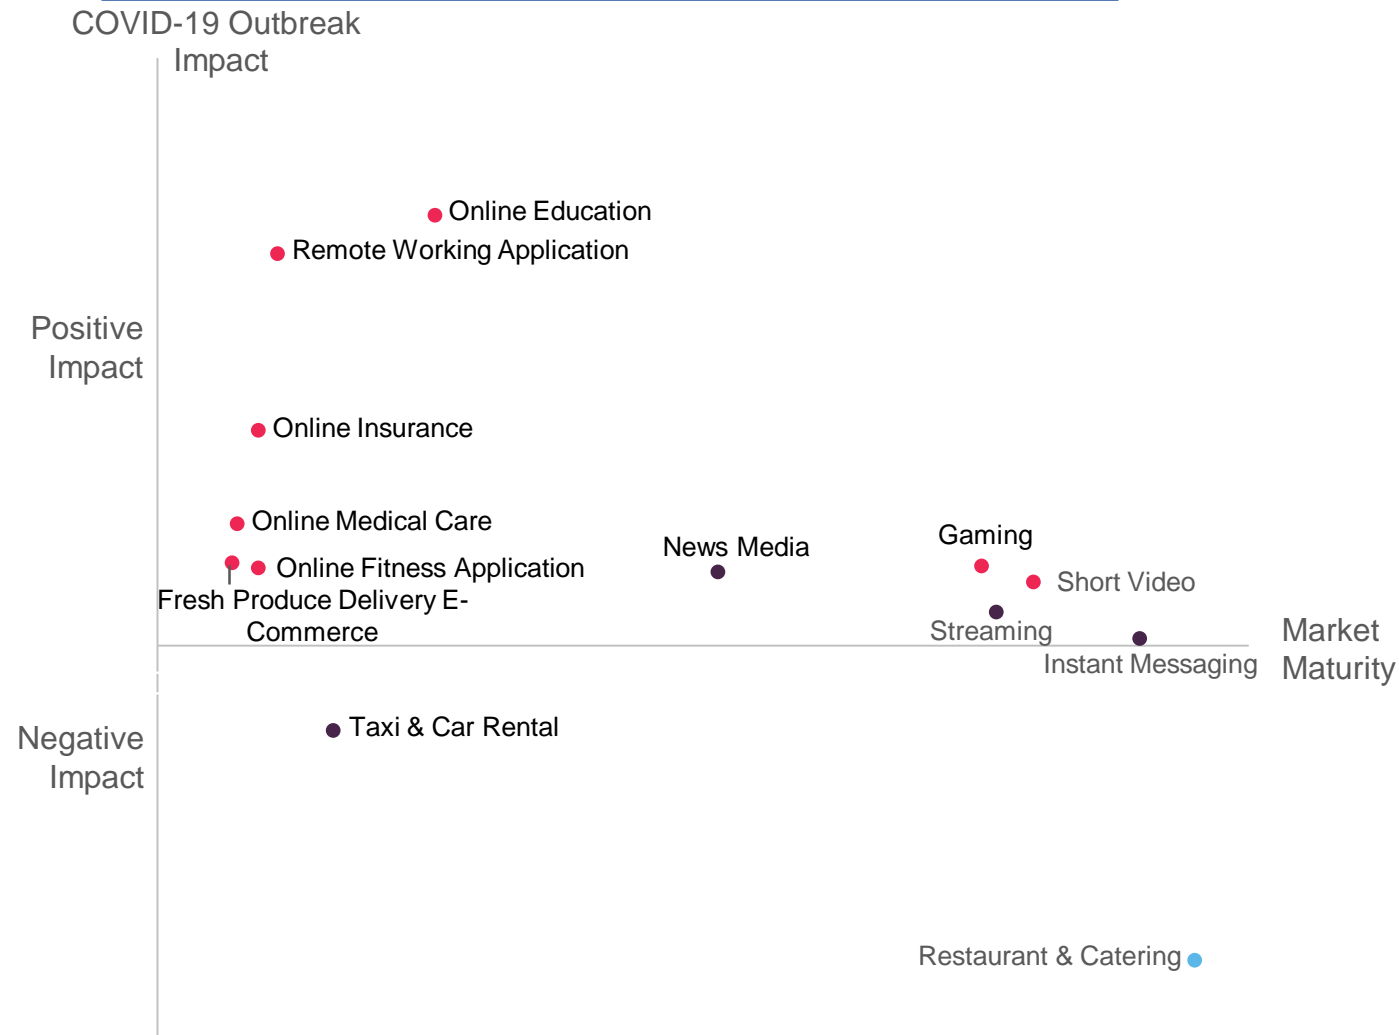 COVID-19 Outbreak
Impact
Online Education
Remote Working Application
Positive
Impact
Online Insurance
Online Medical Care
Gaming
News Media
Online Fitness Application
Short Video
Fresh Produce Delivery E-
Commerce
Streaming
Market
Maturity
Instant Messaging
Taxi & Car Rental
Negative
Impact
Restaurant & Catering